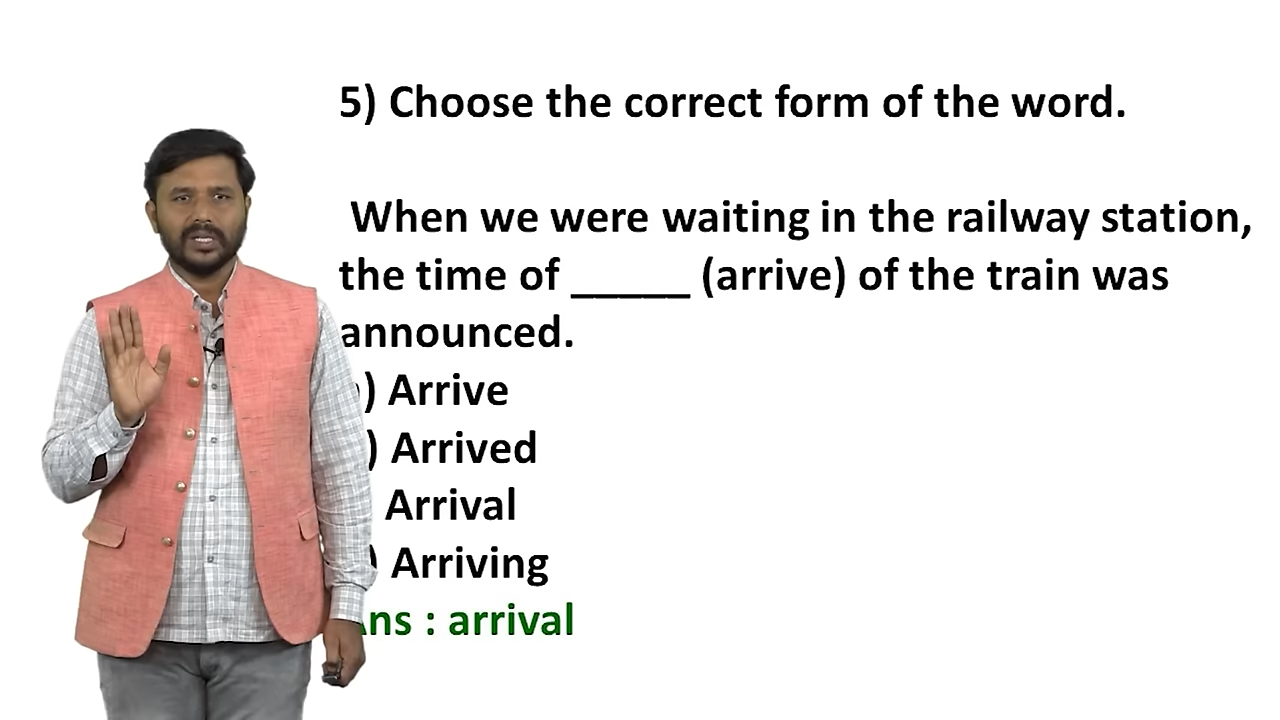 5) Choose the correct form of the word.
When we were waiting in the railway station,
the time of _____ (arrive) of the train was
announced.
) Arrive
) Arrived
Arrival
) Arriving
Ans : arrival